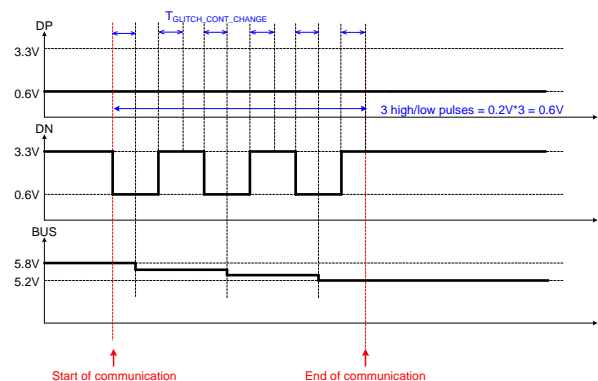 T_GLITCH_CONT_CHANGE
DP
3.3V
0.6V
3 high/low pulses = 0.2V*3 = 0.6V
DN
3.3V
0.6V
BUS
5.8V
5.2V
Start of communication
End of communication